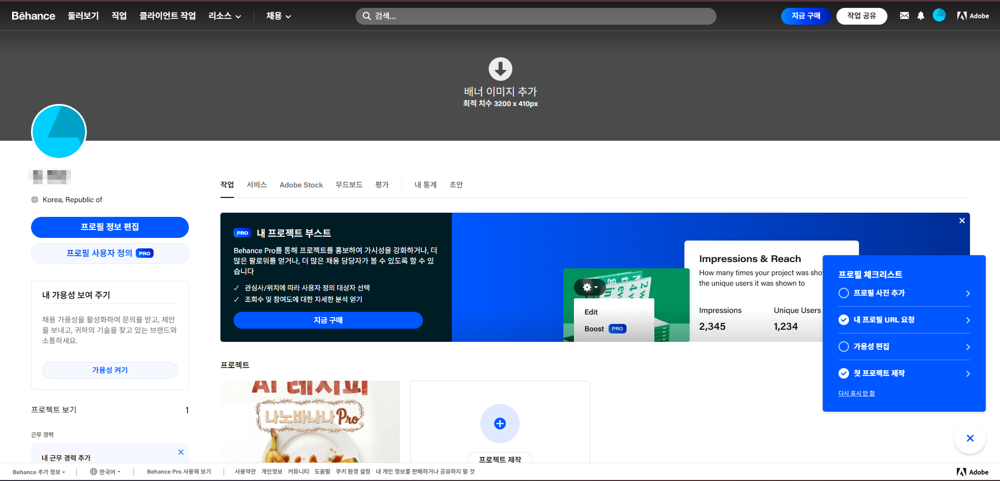 Bēhance 둘러보기 직업 클라이언트 작업 리소스 채용 검색... 지금 구매 작업 공유 Adobe
배너 이미지 추가
최적 치수 3200 x 410px
Korea, Republic of
프로필 정보 편집
프로필 사용자 정의 PRO
내 가용성 보여 주기
채용 가용성을 활성화하여 문의를 받고, 제안
을 보내고, 귀하의 기술을 찾고 있는 브랜드와
소통하세요.
가용성 켜기
프로젝트 보기 1
근무 경력
내 근무 경력 추가
작업 서비스 Adobe Stock 무드보드 평가 내 통계 초안
PRO 내 프로젝트 부스트
Behance Pro를 통해 프로젝트를 홍보하여 가시성을 강화하거나, 더
많은 팔로워를 얻거나, 더 많은 채용 담당자가 볼 수 있도록 할 수 있
습니다
관심사/위치에 따라 사용자 정의 대상자 선택
조회수 및 참여도에 대한 자세한 분석 얻기
지금 구매
Edit
Boost PRO
Impressions & Reach
How many times your project was sho
the unique users it was shown to
Impressions Unique Users
2,345 1,234
프로필 체크리스트
프로필 사진 추가
내 프로필 URL 요청
가용성 편집
첫 프로젝트 제작
다시 표시 안 함
프로젝트
AI 레시피
나노바나나 Pro
프로젝트 제작
Behance 추가 정보 한국어 Behance Pro 사용해 보기 사용약관 개인정보 커뮤니티 도움말 쿠키 환경 설정 내 개인 정보를 판매하거나 공유하지 말 것 Adobe